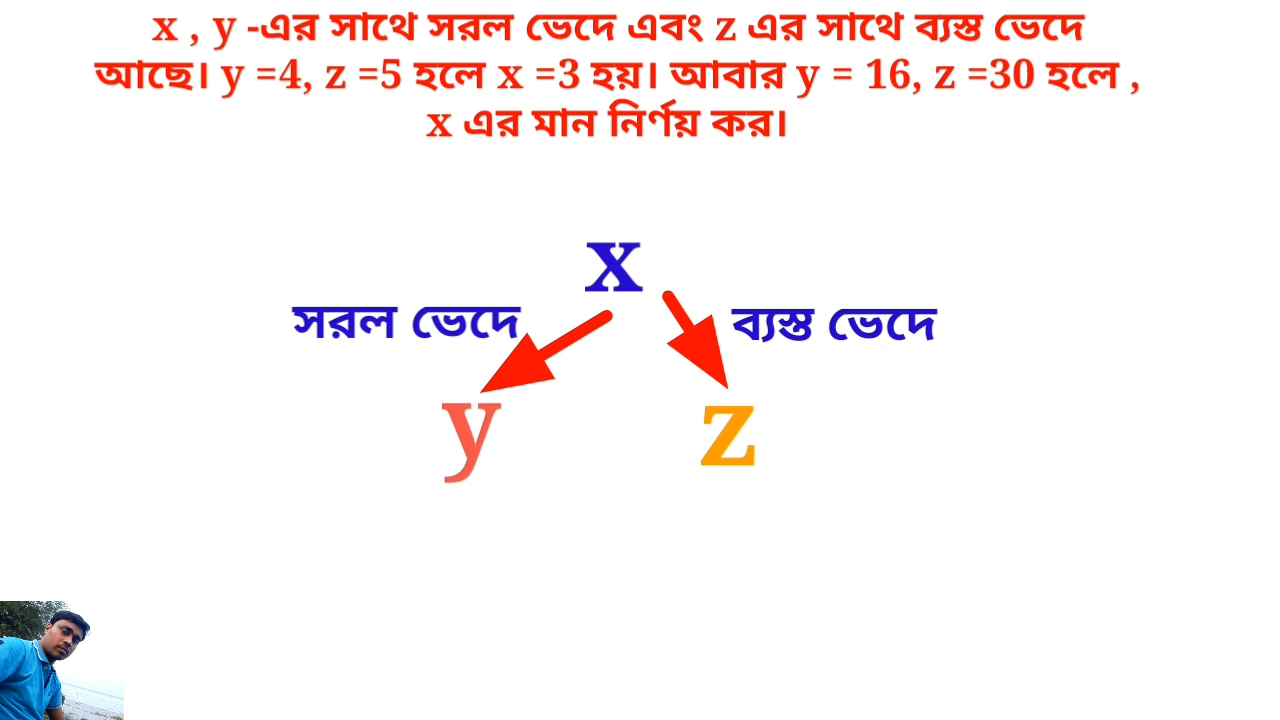 x , y -এর সাথে সরল ভেদে এবং z এর সাথে ব্যস্ত ভেদে
আছে। y =4, z =5 হলে x =3 হয়। আবার y = 16, z =30 হলে ,
x এর মান নির্ণয় কর।
x
সরল ভেদে ব্যস্ত ভেদে
y z